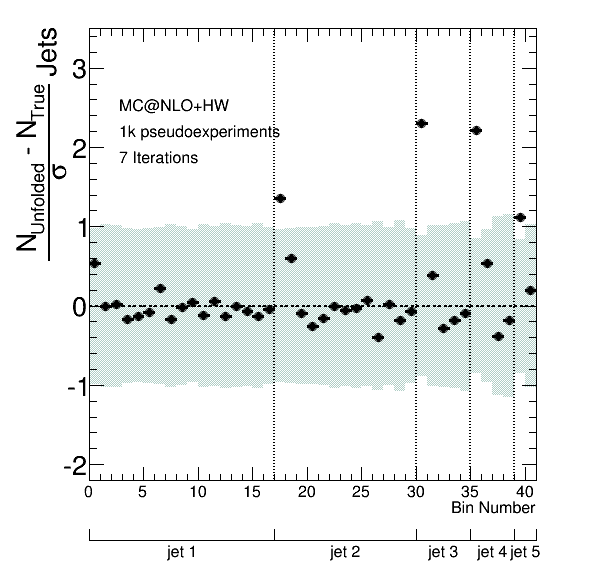 N_Unfolded - N_True Jets
σ
3
2
1
0
-1
-2
MC@NLO+HW
1k pseudoexperiments
7 Iterations
0 5 10 15 20 25 30 35 40
Bin Number
jet 1 jet 2 jet 3 jet 4 jet 5